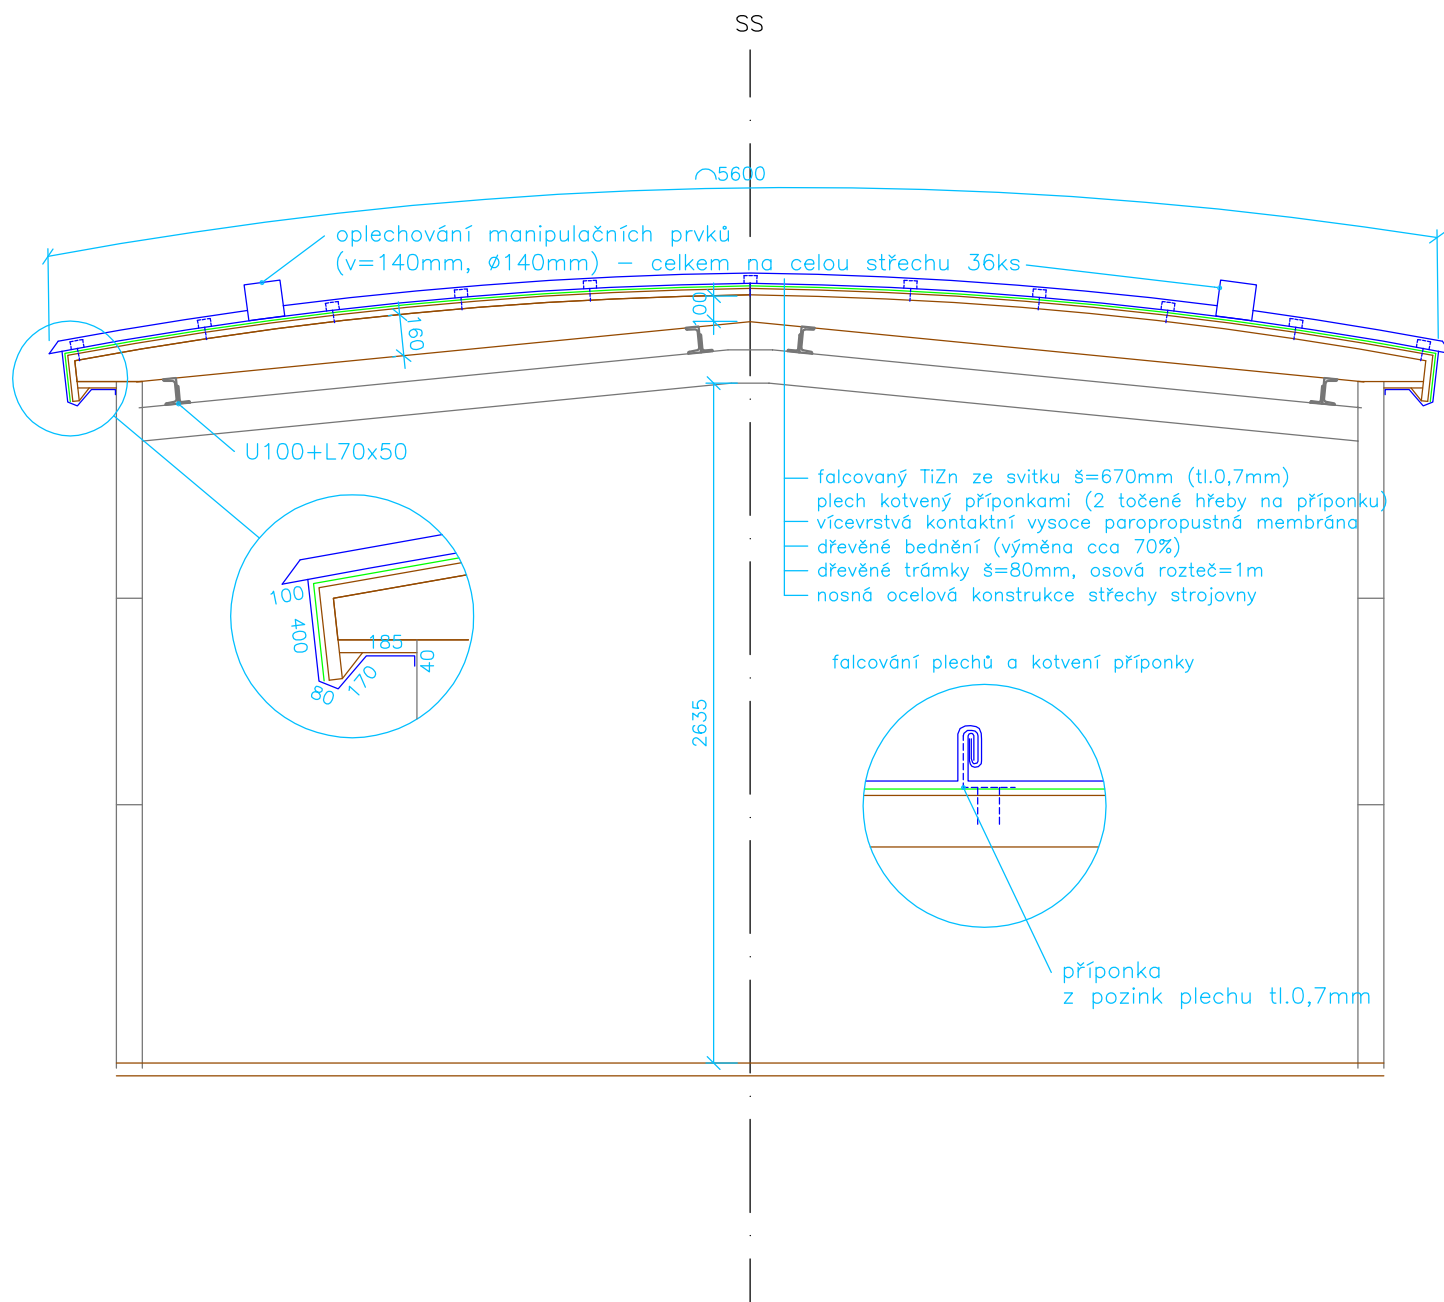 SS
⌒5600
oplechování manipulačních prvků
(v=140mm, ø140mm) – celkem na celou střechu 36ks
100
160
U100+L70x50
falcovaný TiZn ze svitku š=670mm (tl.0,7mm)
plech kotvený příponkami (2 točené hřeby na příponku)
vícevrstvá kontaktní vysoce paropropustná membrána
dřevěné bednění (výměna cca 70%)
dřevěné trámky š=80mm, osová rozteč=1m
nosná ocelová konstrukce střechy strojovny
100
400
185
40
170
80
falcování plechů a kotvení příponky
2635
příponka
z pozink plechu tl.0,7mm